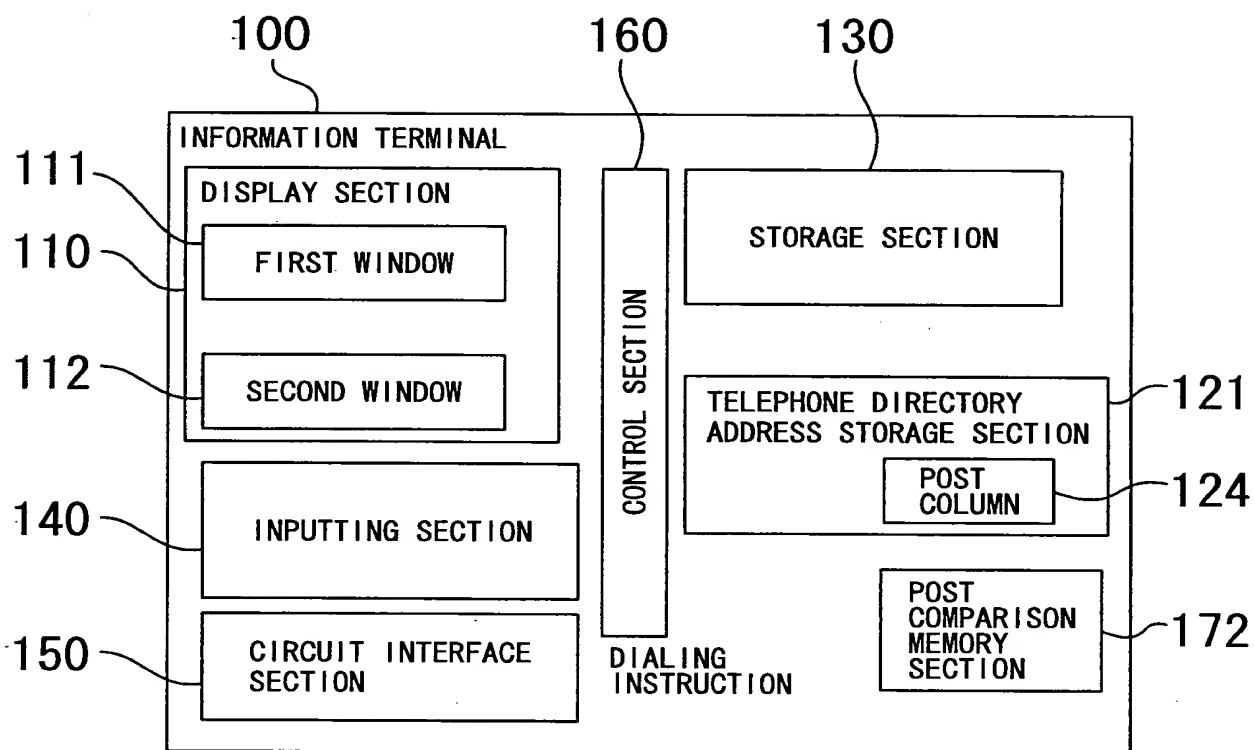 100
160
130
INFORMATION TERMINAL
111
DISPLAY SECTION
110
FIRST WINDOW
112
SECOND WINDOW
CONTROL SECTION
STORAGE SECTION
TELEPHONE DIRECTORY
ADDRESS STORAGE SECTION
121
POST
COLUMN
124
140
INPUTTING SECTION
150
CIRCUIT INTERFACE
SECTION
DIALING
INSTRUCTION
POST
COMPARISON
MEMORY
SECTION
172